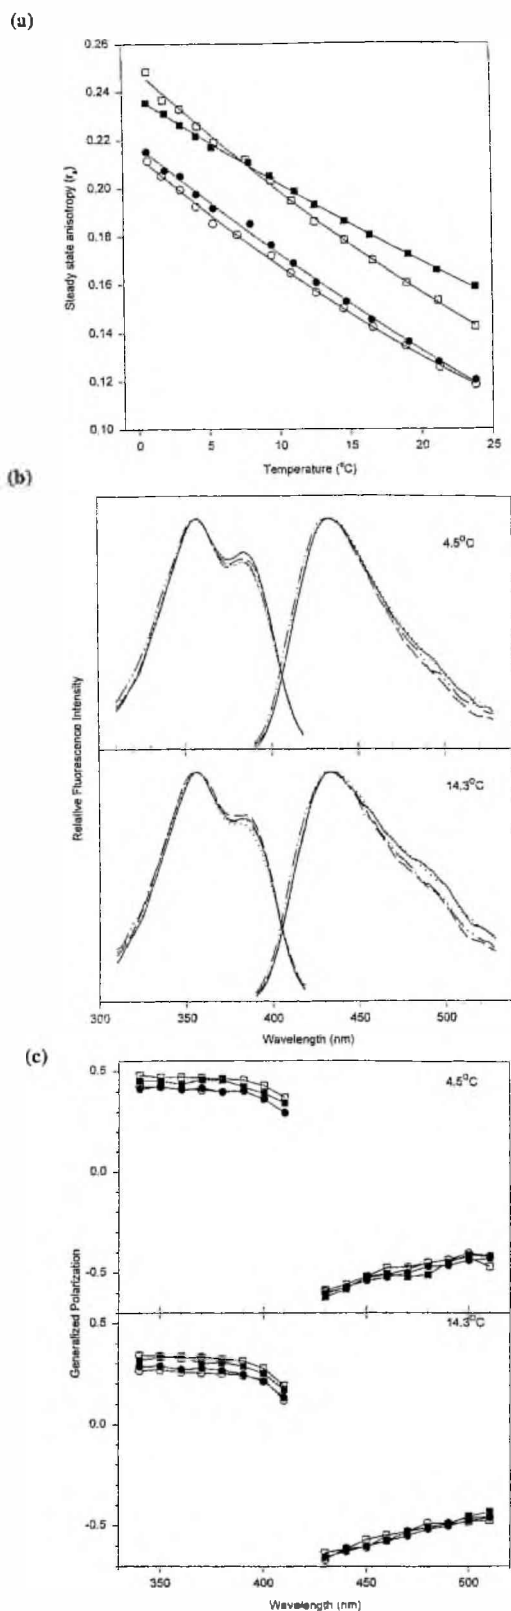 (a)
0.26
0.24
0.22
0.20
0.18
0.16
0.14
0.12
0.10
Steady state anisotropy (rs)
0
5
10
15
20
25
Temperature (°C)
(b)
4.5°C
14.3°C
Relative Fluorescence Intensity
300
350
400
450
500
Wavelength (nm)
(c)
0.5
0.0
-0.5
4.5°C
0.5
0.0
-0.5
14.3°C
Generalized Polarization
350
400
450
500
Wavelength (nm)